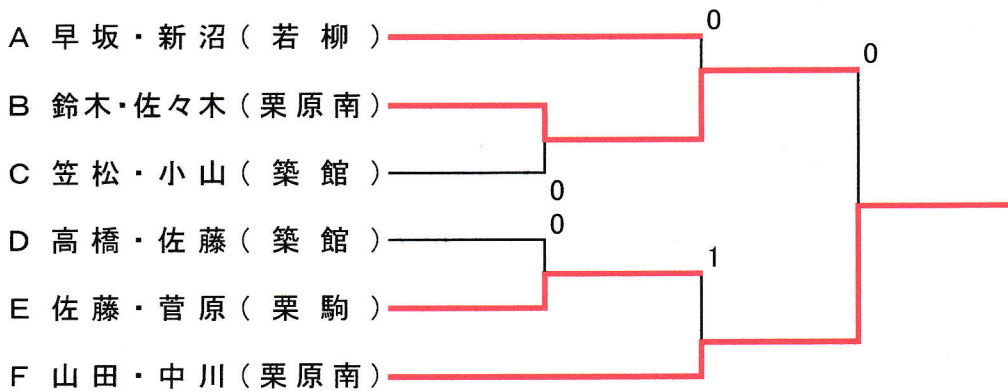 A 早坂・新沼(若柳)
0
0
B 鈴木・佐々木(栗原南)
C 笠松・小山(築館)
0
0
D 高橋・佐藤(築館)
1
E 佐藤・菅原(栗駒)
F 山田・中川(栗原南)